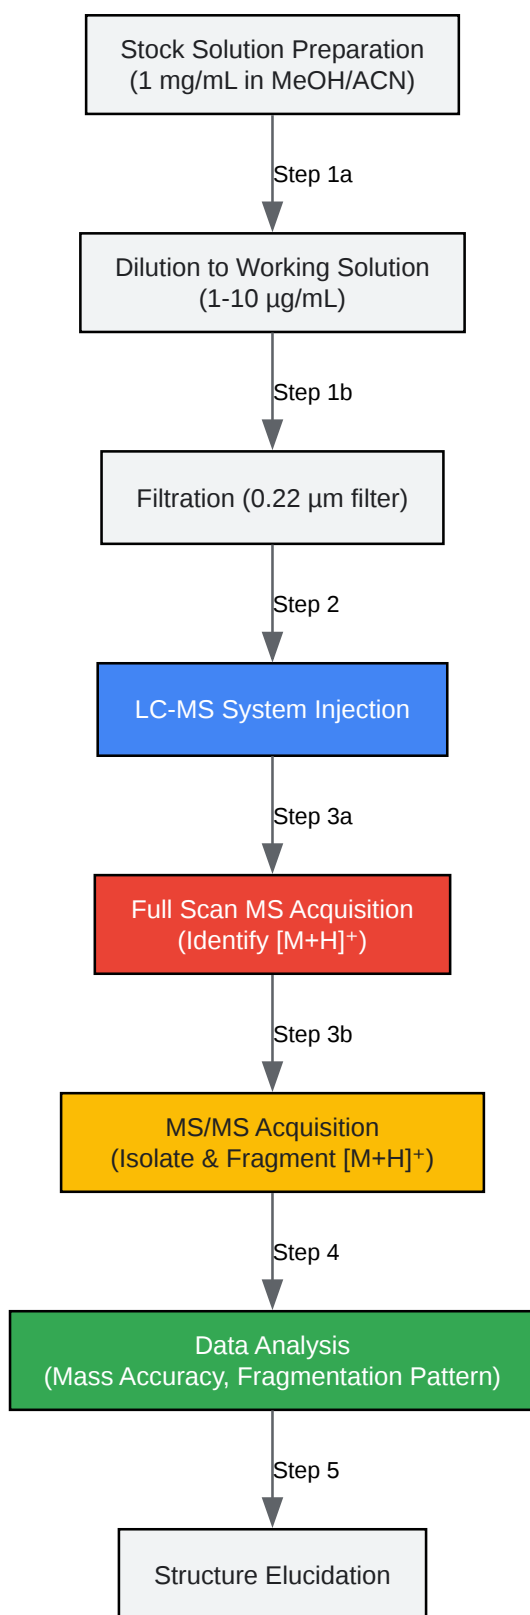 Stock Solution Preparation
(1 mg/mL in MeOH/ACN)
Step 1a
Dilution to Working Solution
(1-10 µg/mL)
Step 1b
Filtration (0.22 µm filter)
Step 2
LC-MS System Injection
Step 3a
Full Scan MS Acquisition
(Identify [M+H]⁺)
Step 3b
MS/MS Acquisition
(Isolate & Fragment [M+H]⁺)
Step 4
Data Analysis
(Mass Accuracy, Fragmentation Pattern)
Step 5
Structure Elucidation